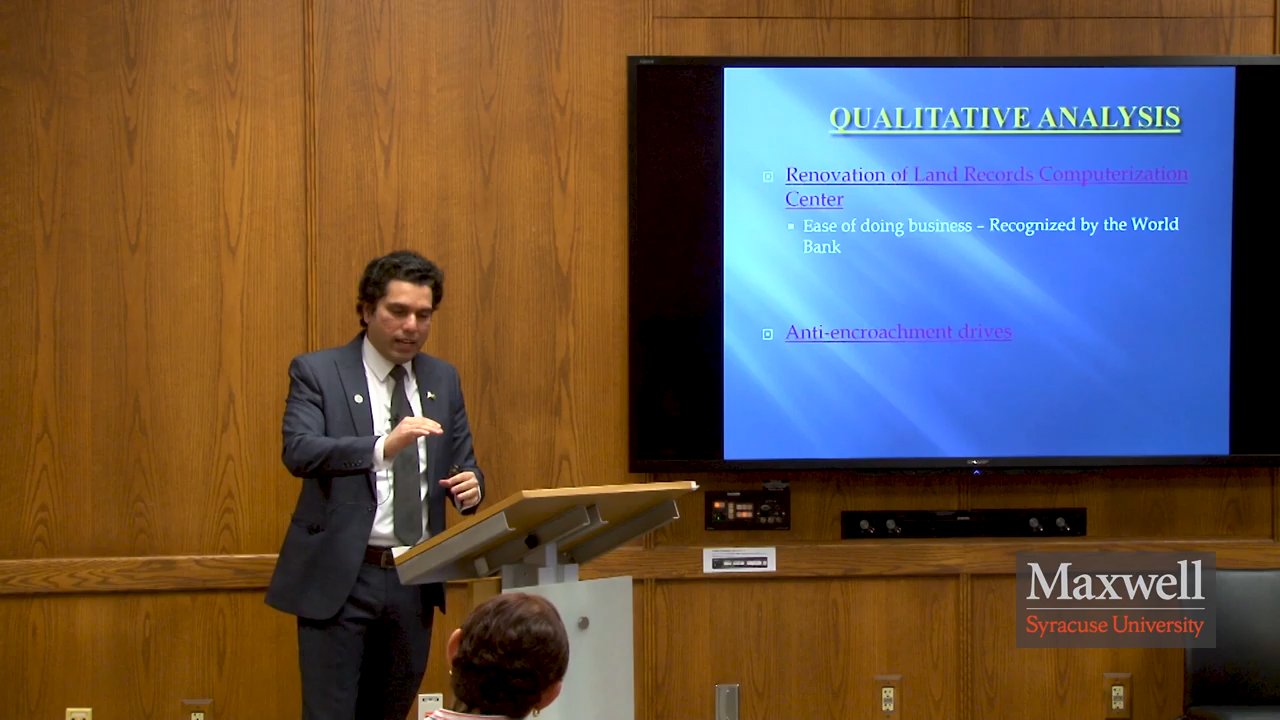 QUALITATIVE ANALYSIS
Renovation of Land Records Computerization
Center
Ease of doing business – Recognized by the World
Bank
Anti-encroachment drives
Maxwell
Syracuse University